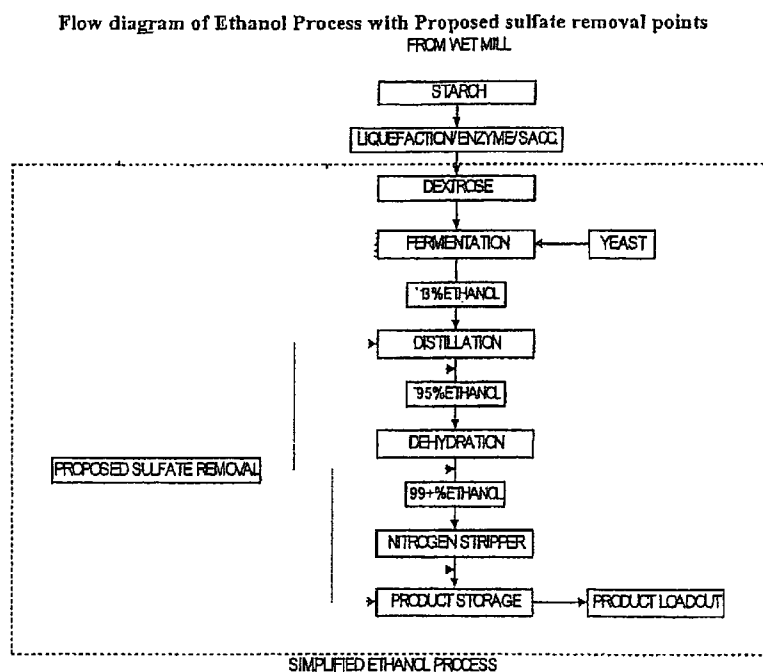 Flow diagram of Ethanol Process with Proposed sulfate removal points
FROM WET MILL
STARCH
LIQUEFACTION/ENZYME/SACC.
DEXTROSE
FERMENTATION
YEAST
~13%ETHANOL
DISTILLATION
~95%ETHANOL
DEHYDRATION
PROPOSED SULFATE REMOVAL
99+%ETHANOL
NITROGEN STRIPPER
PRODUCT STORAGE
PRODUCT LOADOUT
SIMPLIFIED ETHANOL PROCESS